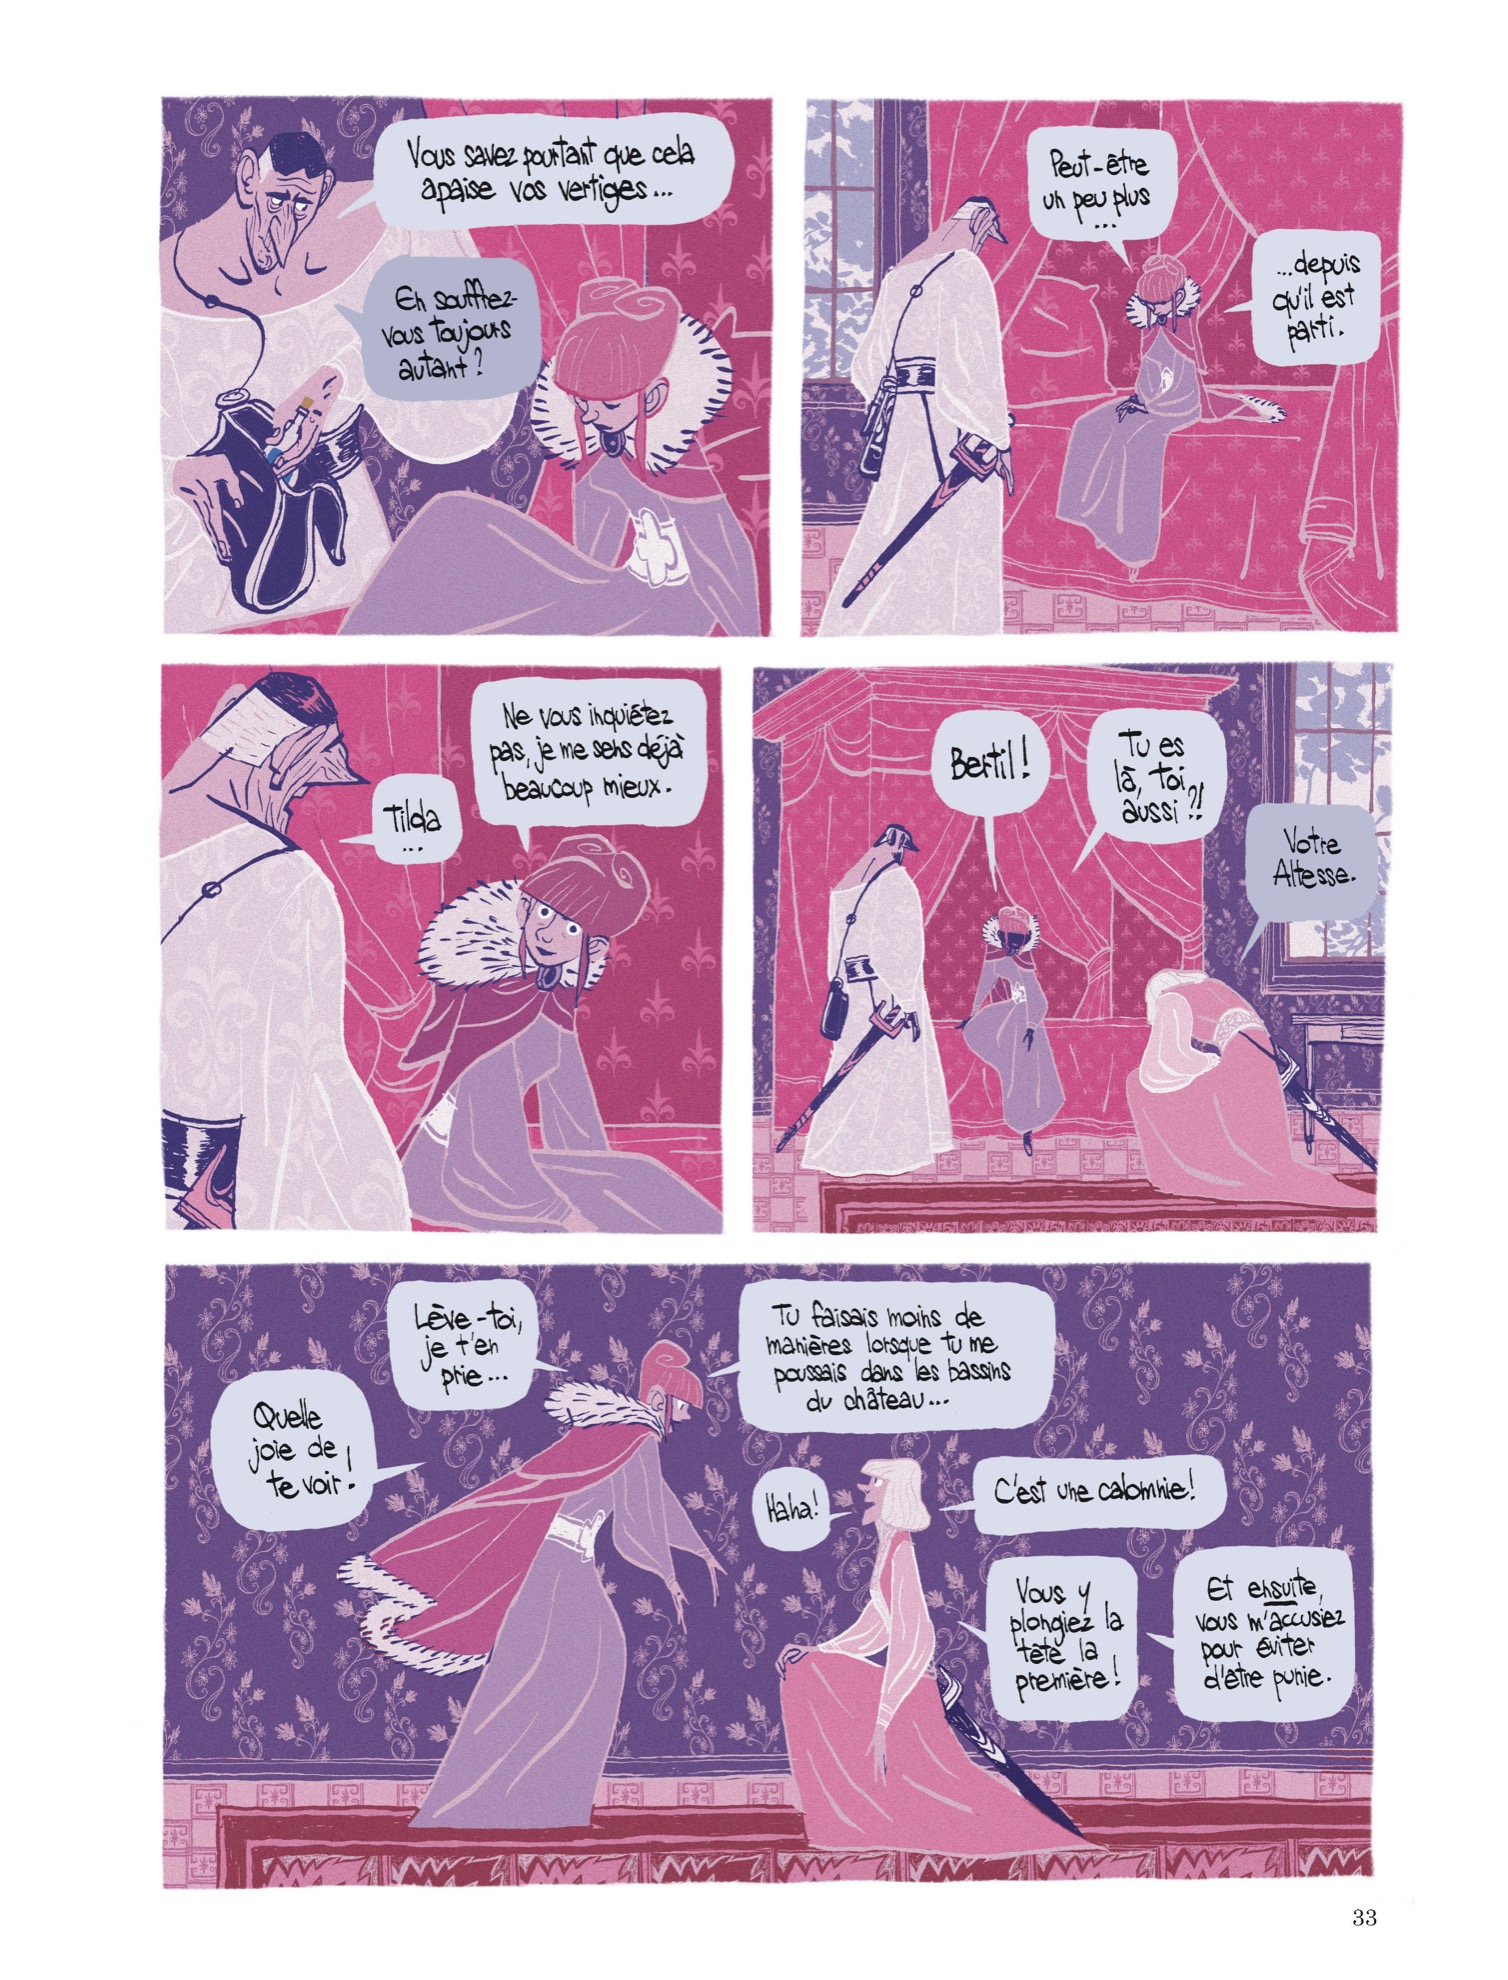 Vous savez pourtant que cela
apaise vos vertiges...
En souffrez-
vous toujours
autant ?
Peut-être
un peu plus
...
...depuis
qu'il est
parti.
Tilda
...
Ne vous inquiétez
pas, je me sens déjà
beaucoup mieux.
Bertil !
Tu es
là, toi
aussi ?!
Votre
Altesse.
Quelle
joie de
te voir !
Lève-toi,
je t'en
prie...
Tu faisais moins de
manières lorsque tu me
poussais dans les bassins
du château...
Haha !
C'est une calomnie !
Vous y
plongiez la
tête la
première !
Et ensuite,
vous m'accusiez
pour éviter
d'être punie.
33